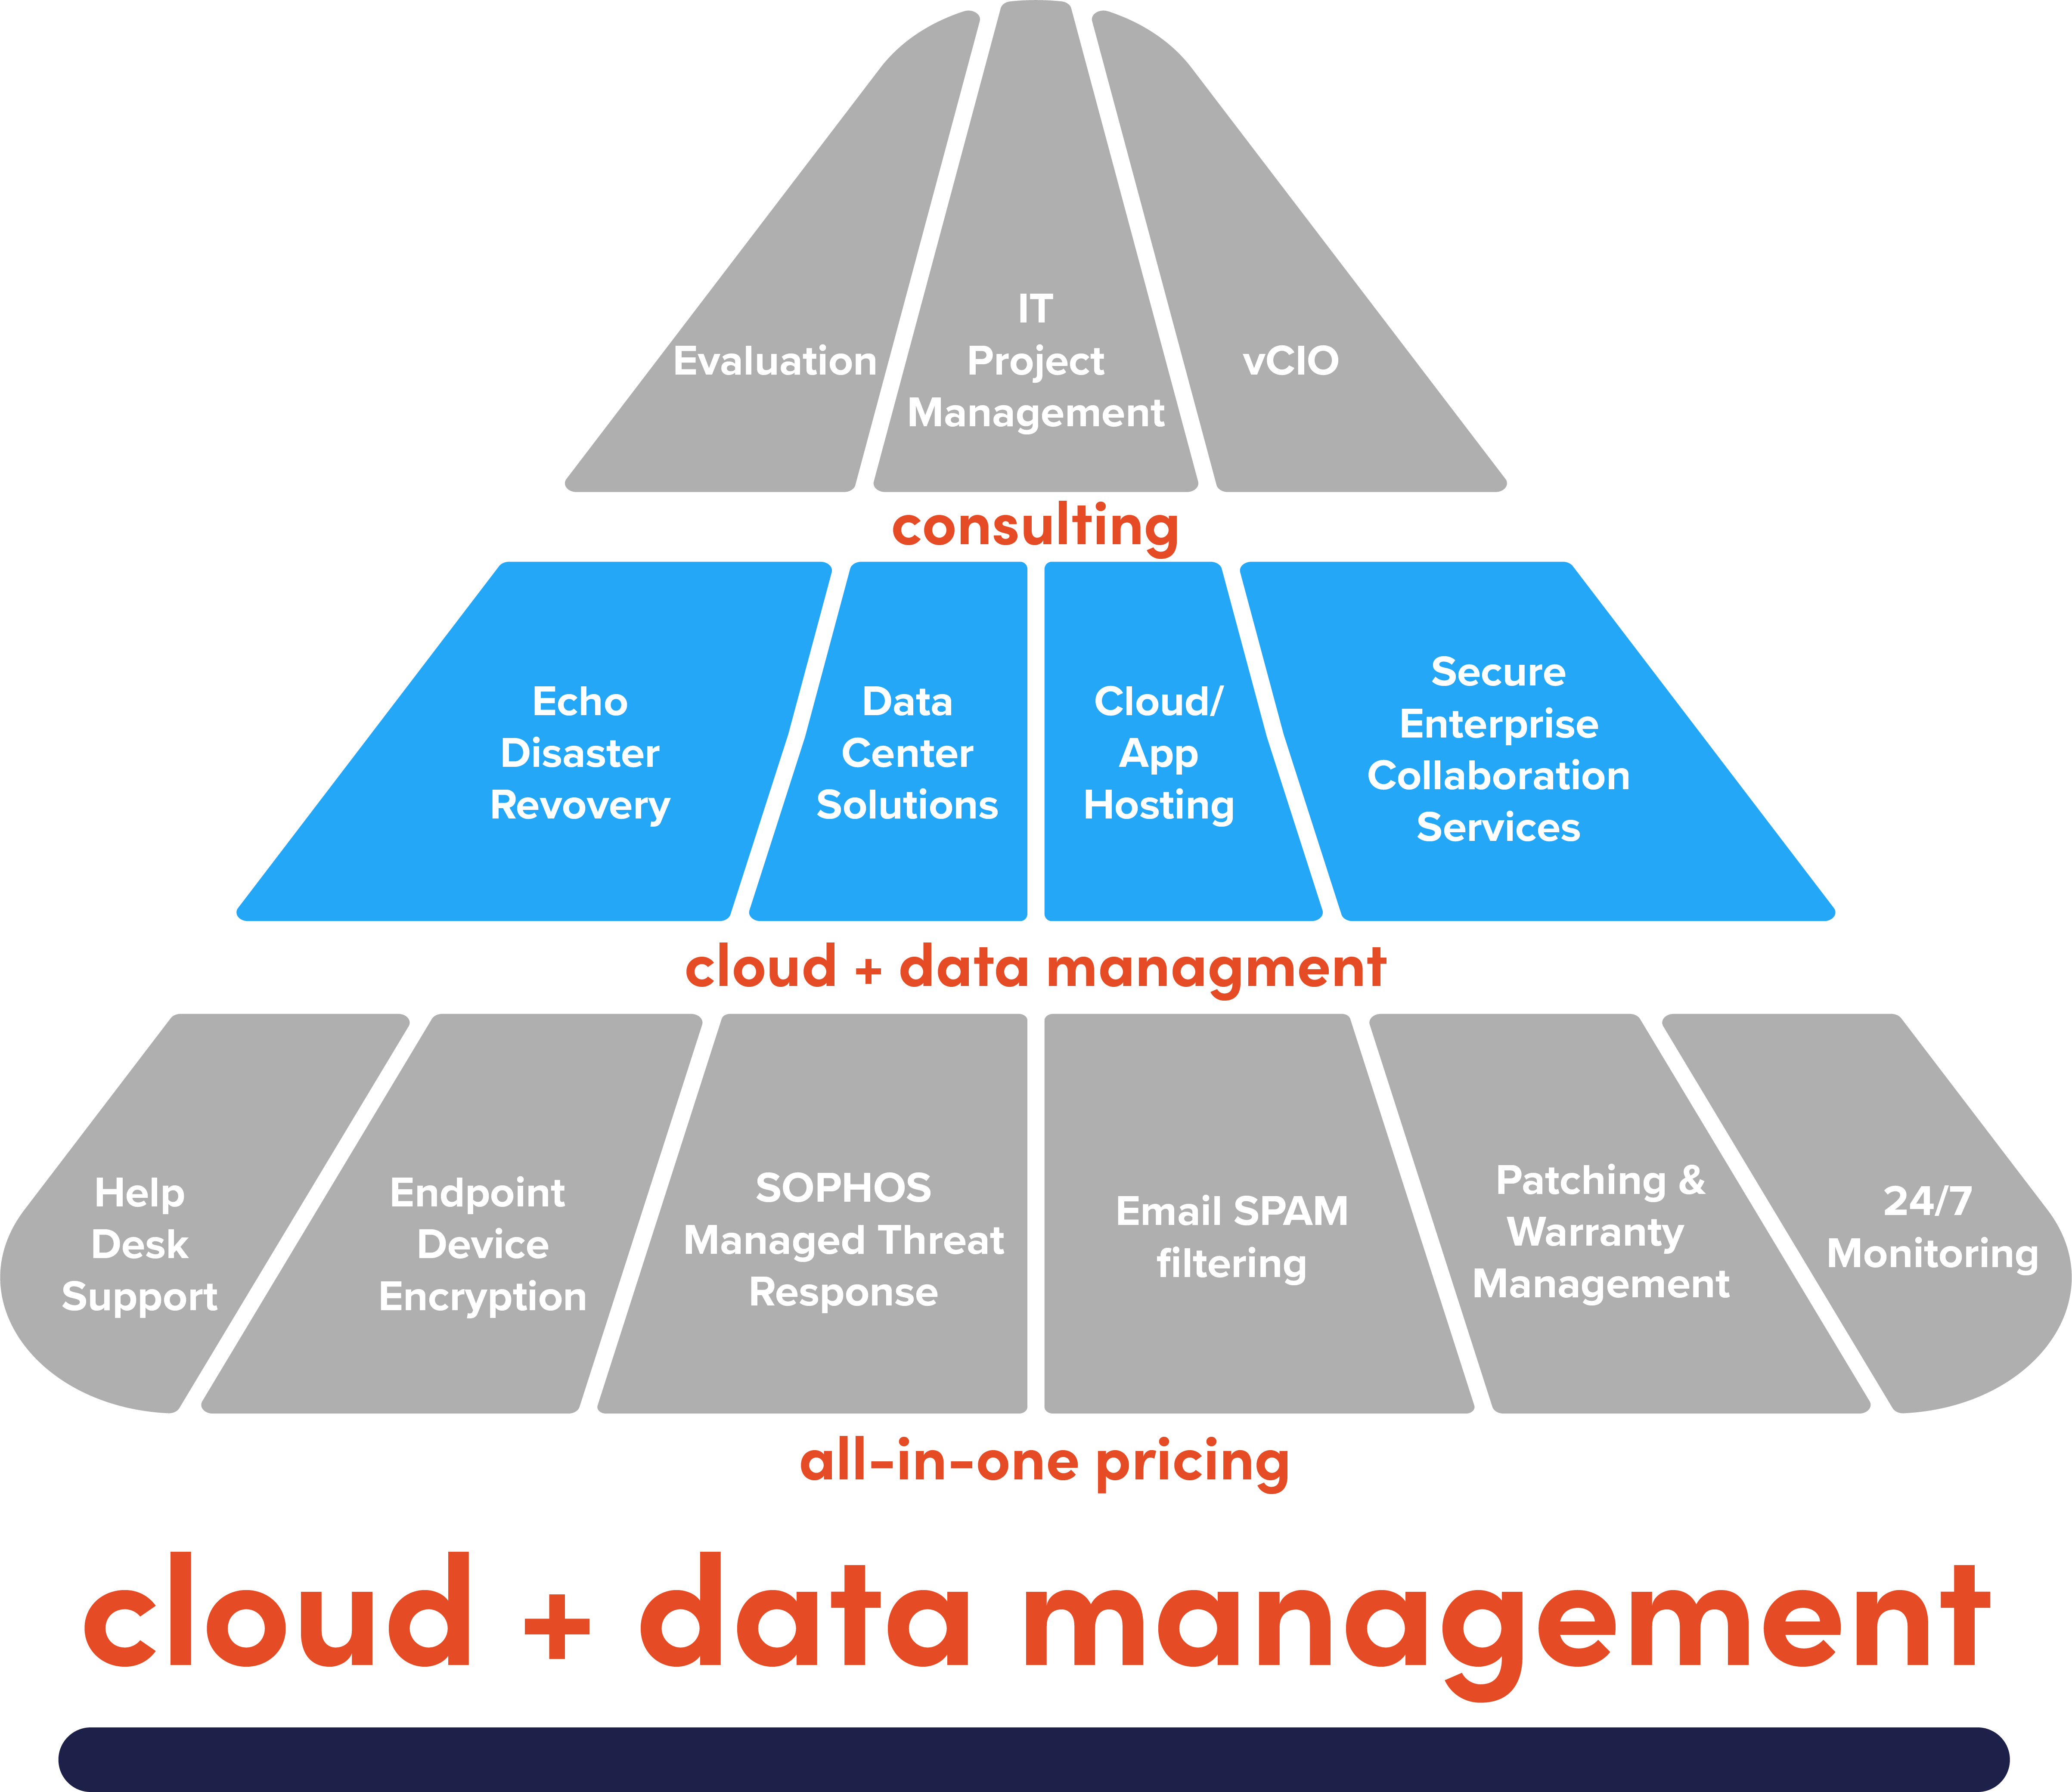 Evaluation
IT
Project
Management
vCIO
consulting
Echo
Disaster
Revovery
Data
Center
Solutions
Cloud/
App
Hosting
Secure
Enterprise
Collaboration
Services
cloud + data managment
Help
Desk
Support
Endpoint
Device
Encryption
SOPHOS
Managed Threat
Response
Email SPAM
filtering
Patching &
Warranty
Management
24/7
Monitoring
all-in-one pricing
cloud + data management